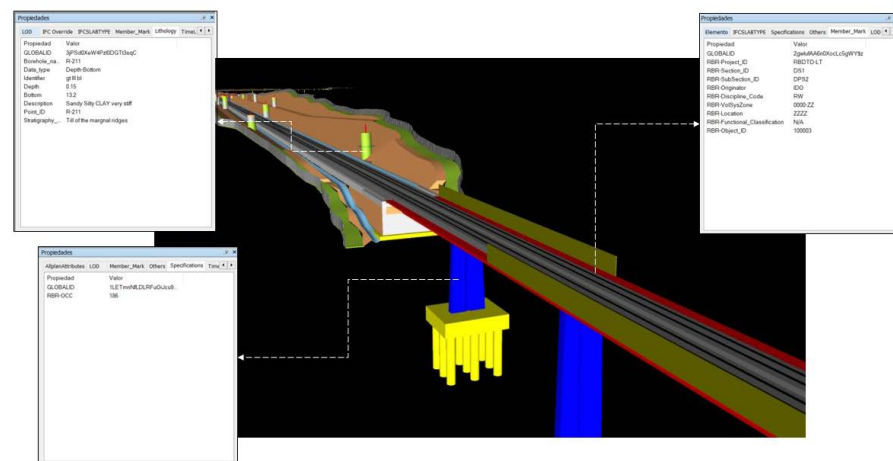 Propiedades
LOD IFC Override IFCSLABTYPE Member_Mark Lithology TimeL
Propiedad Valor
GLOBALID
Borehole_na.. R-211
Data_type Depth-Bottom
Identifier gt R bl
Depth 0.15
Bottom 13.2
Description Sandy Silty CLAY very stiff
Point_ID R-211
Stratigraphy_... Till of the marginal ridges
Propiedades
Elemento IFCSLABTYPE Specifications Others Member_Mark LOD
Propiedad Valor
GLOBALID
RBR-Project_ID RBDTD-LT
RBR-Section_ID DS1
RBR-SubSection_ID DPS2
RBR-Originator IDO
RBR-Discipline_Code RW
RBR-VolSysZone 0000-ZZ
RBR-Location ZZZZ
RBR-Functional_Classification N/A
RBR-Object_ID 100003
Propiedades
AllplanAttributes LOD Member_Mark Others Specifications Time
Propiedad Valor
GLOBALID
RBR-OCC 186